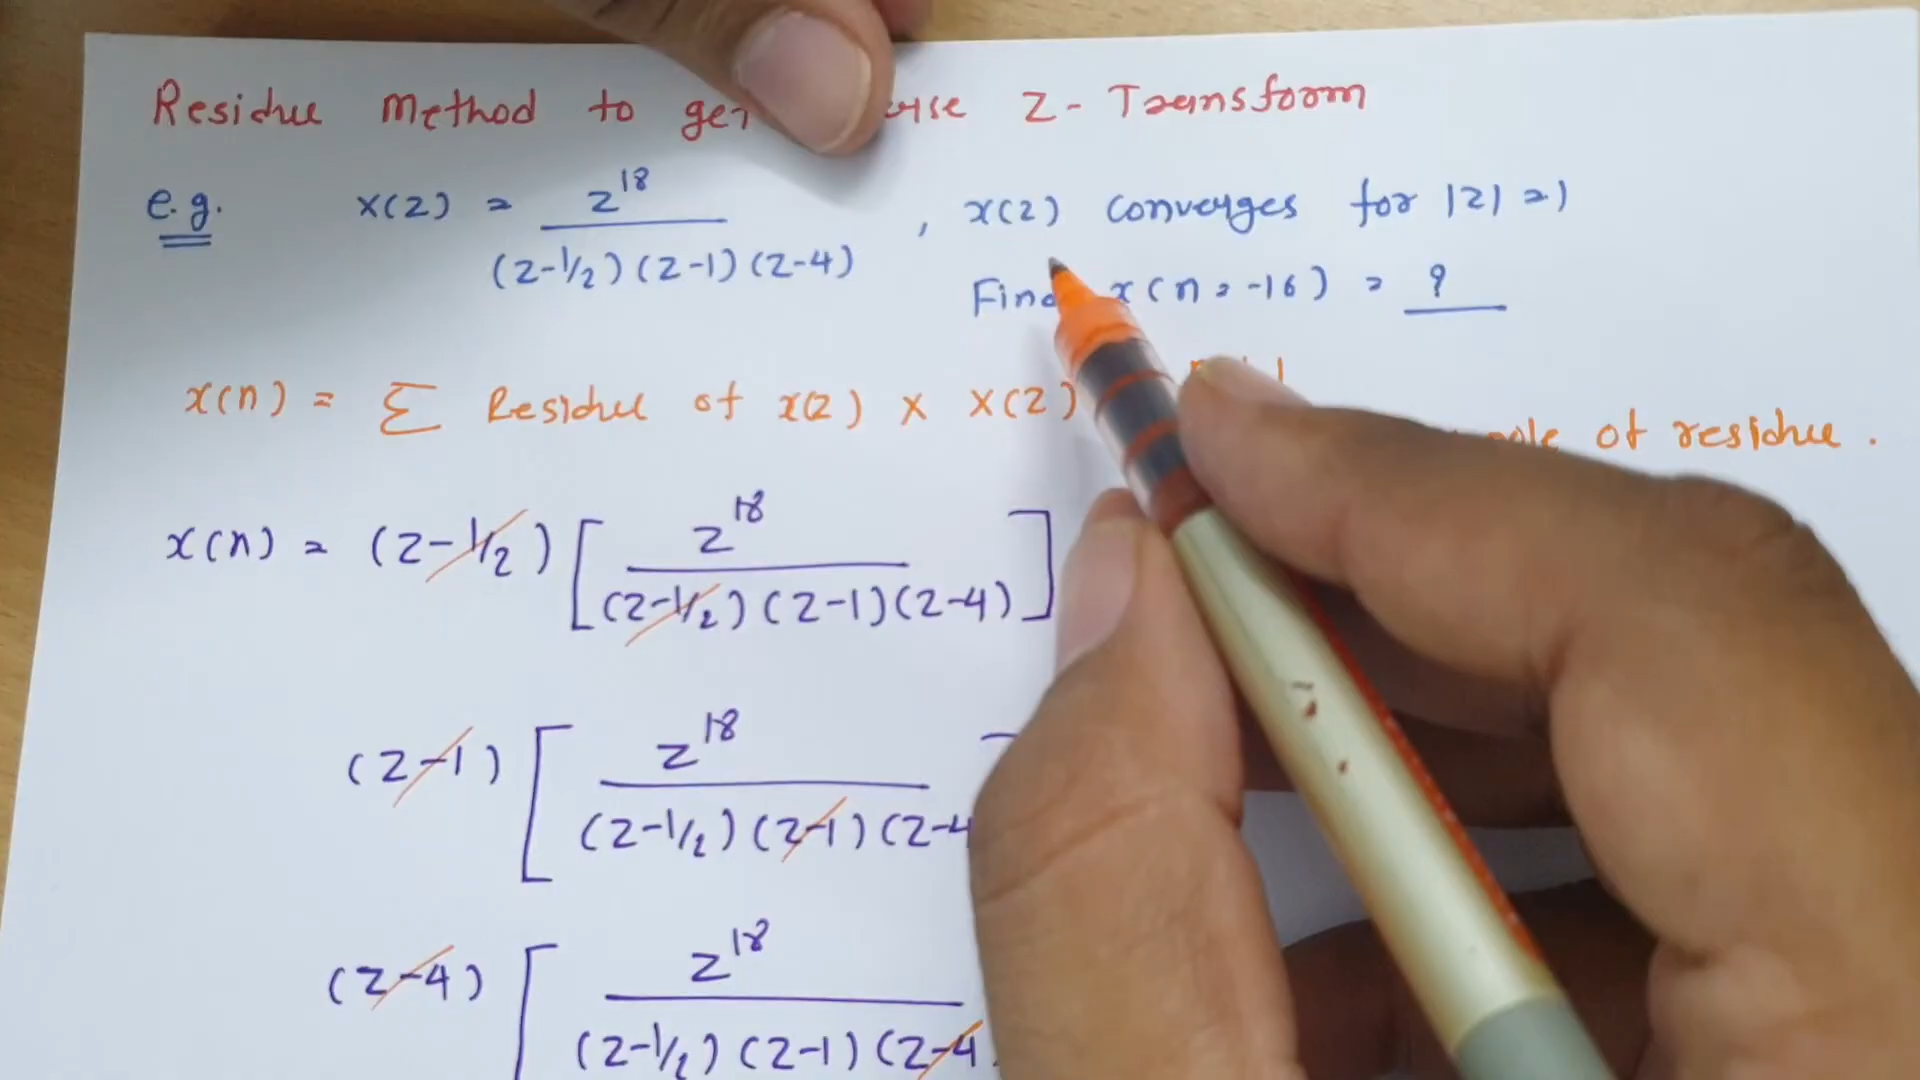 Residue Method to get Z-Transform
e.g. X(z) = z^18 / (z-1/2)(z-1)(z-4) , x(z) converges for |z| = 1
Find x(n = -16) = ?
x(n) = Σ Residue of x(z) × X(z)
pole of residue.
x(n) = (z-1/2) [ z^18 / (z-1/2)(z-1)(z-4) ]
(z-1) [ z^18 / (z-1/2)(z-1)(z-4
(z-4) [ z^18 / (z-1/2)(z-1)(z-4